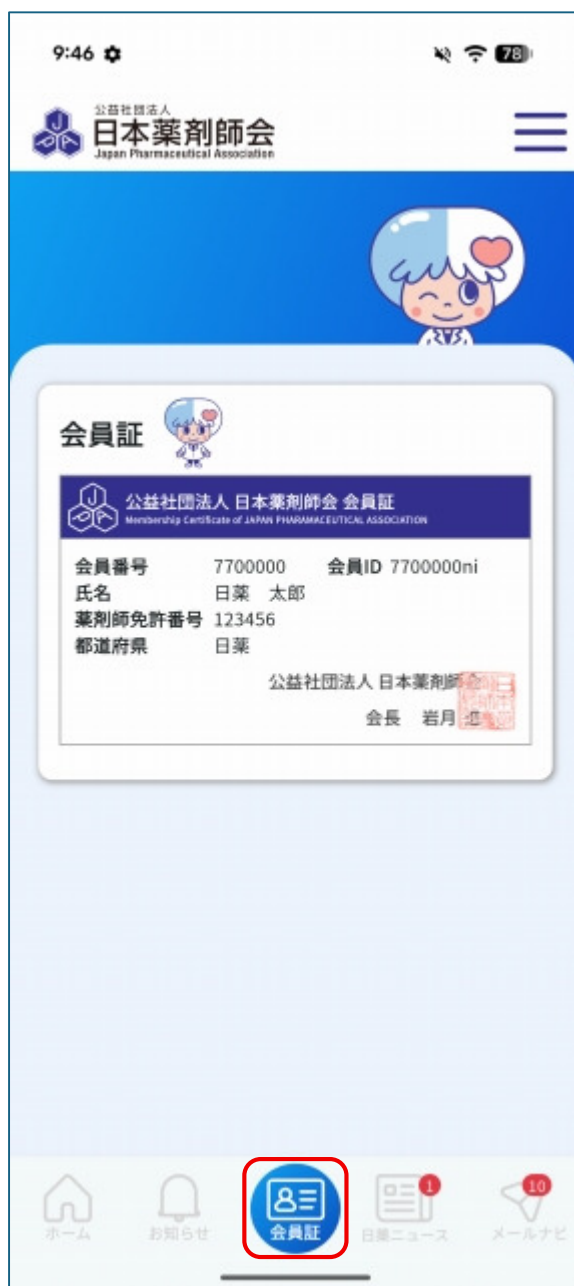 9:46
78
公益社団法人
日本薬剤師会
Japan Pharmaceutical Association
会員証
公益社団法人 日本薬剤師会 会員証
Membership Certificate of JAPAN PHARAMACEUTICAL ASSOCIATION
会員番号 7700000 会員ID 7700000ni
氏名 日薬 太郎
薬剤師免許番号 123456
都道府県 日薬
公益社団法人 日本薬剤師
会長 岩月
1
10
ホーム お知らせ 会員証 日薬ニュース メールナビ